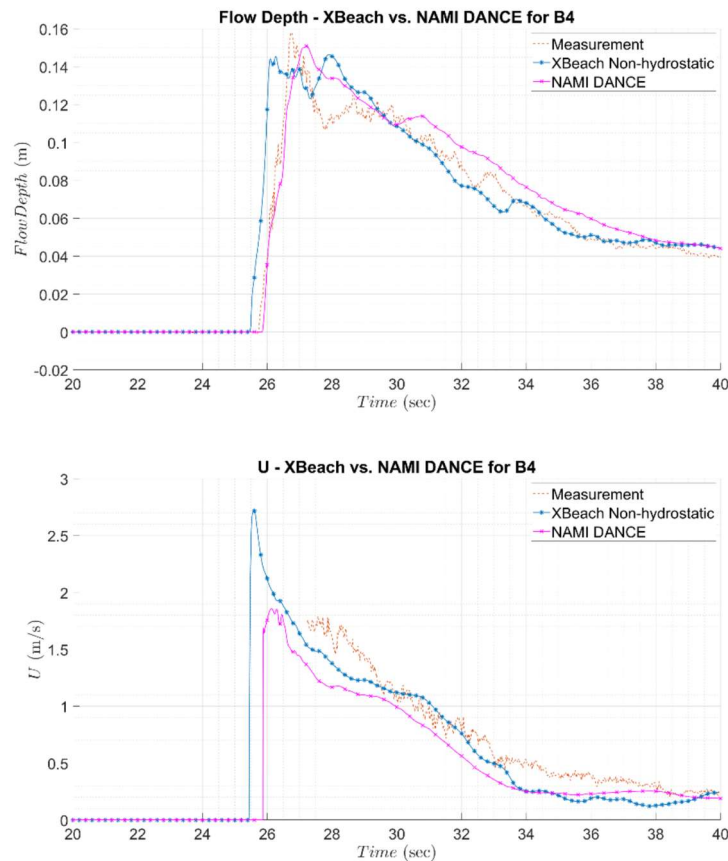 Flow Depth - XBeach vs. NAMI DANCE for B4
0.16
0.14
0.12
0.1
0.08
0.06
0.04
0.02
0
-0.02
FlowDepth (m)
Measurement
XBeach Non-hydrostatic
NAMI DANCE
20 22 24 26 28 30 32 34 36 38 40
Time (sec)
U - XBeach vs. NAMI DANCE for B4
3
2.5
2
1.5
1
0.5
0
U (m/s)
Measurement
XBeach Non-hydrostatic
NAMI DANCE
20 22 24 26 28 30 32 34 36 38 40
Time (sec)